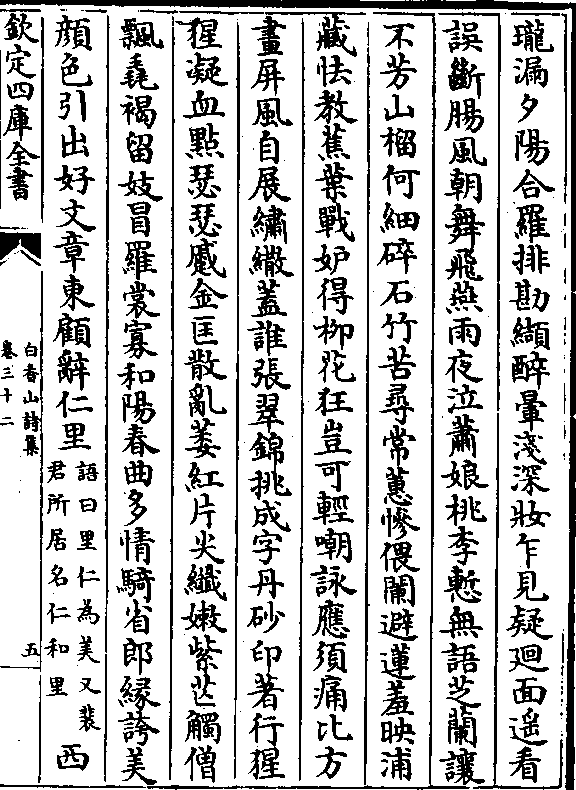 瓏漏夕陽合羅排勘纈醉暈淺深妝乍見疑廻面遙看
誤斷腸風朝舞飛燕雨夜泣蕭娘桃李慙無語芝蘭讓
不芳山榴何細碎石竹苦尋常蕙慘偎闌避蓮羞映浦
藏怯教蕉葉戰妒得柳花狂豈可輕嘲詠應須痛比方
畫屏風自展繡繖蓋誰張翠錦挑成字丹砂印著行猩
猩凝血點瑟瑟蹙金匡散亂萎紅片尖纖嫩紫芒觸僧
飄毳褐留妓冒羅裳寡和陽春曲多情騎省郎緣誇美
顔色引出好文章東顧辭仁里語曰里仁為美又裴君所居名仁和里西
欽定四庫全書
白香山詩集
卷三十二
五